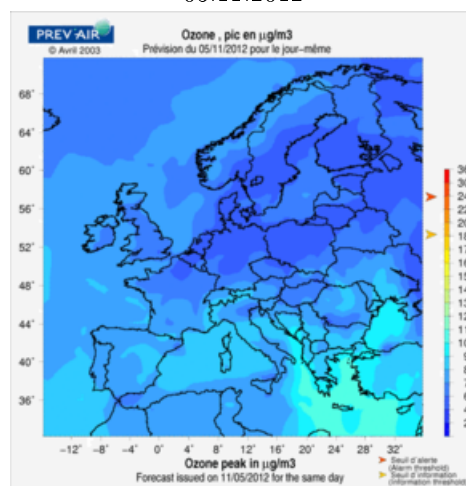 PREV'AIR
© Avril 2003
Ozone , pic en µg/m3
Prévision du 05/11/2012 pour le jour-même
68°
64°
60°
56°
52°
48°
44°
40°
36°
-12° -8° -4° 0° 4° 8° 12° 16° 20° 24° 28° 32°
Ozone peak in µg/m3
Forecast issued on 11/05/2012 for the same day
Seuil d'alerte
(Alarm threshold)
Seuil d'information
(Information threshold)